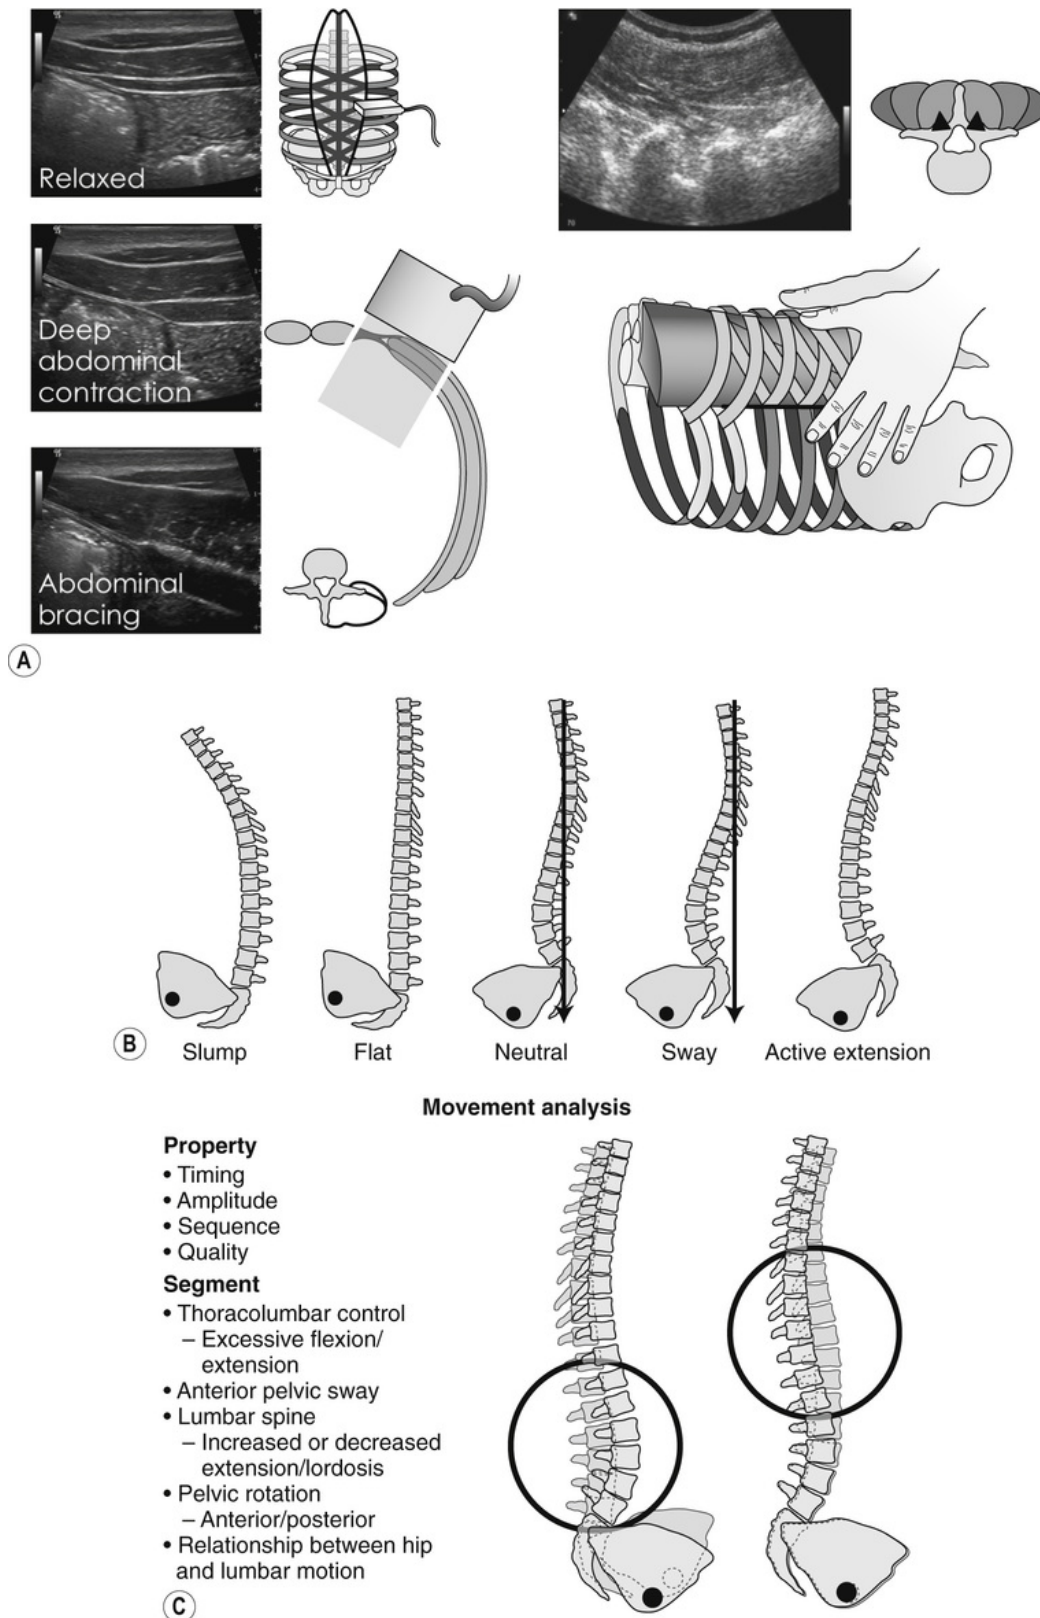 Relaxed
Deep
abdominal
contraction
Abdominal
bracing
A
B
Slump
Flat
Neutral
Sway
Active extension
Movement analysis
Property
• Timing
• Amplitude
• Sequence
• Quality
Segment
• Thoracolumbar control
– Excessive flexion/
extension
• Anterior pelvic sway
• Lumbar spine
– Increased or decreased
extension/lordosis
• Pelvic rotation
– Anterior/posterior
• Relationship between hip
and lumbar motion
C